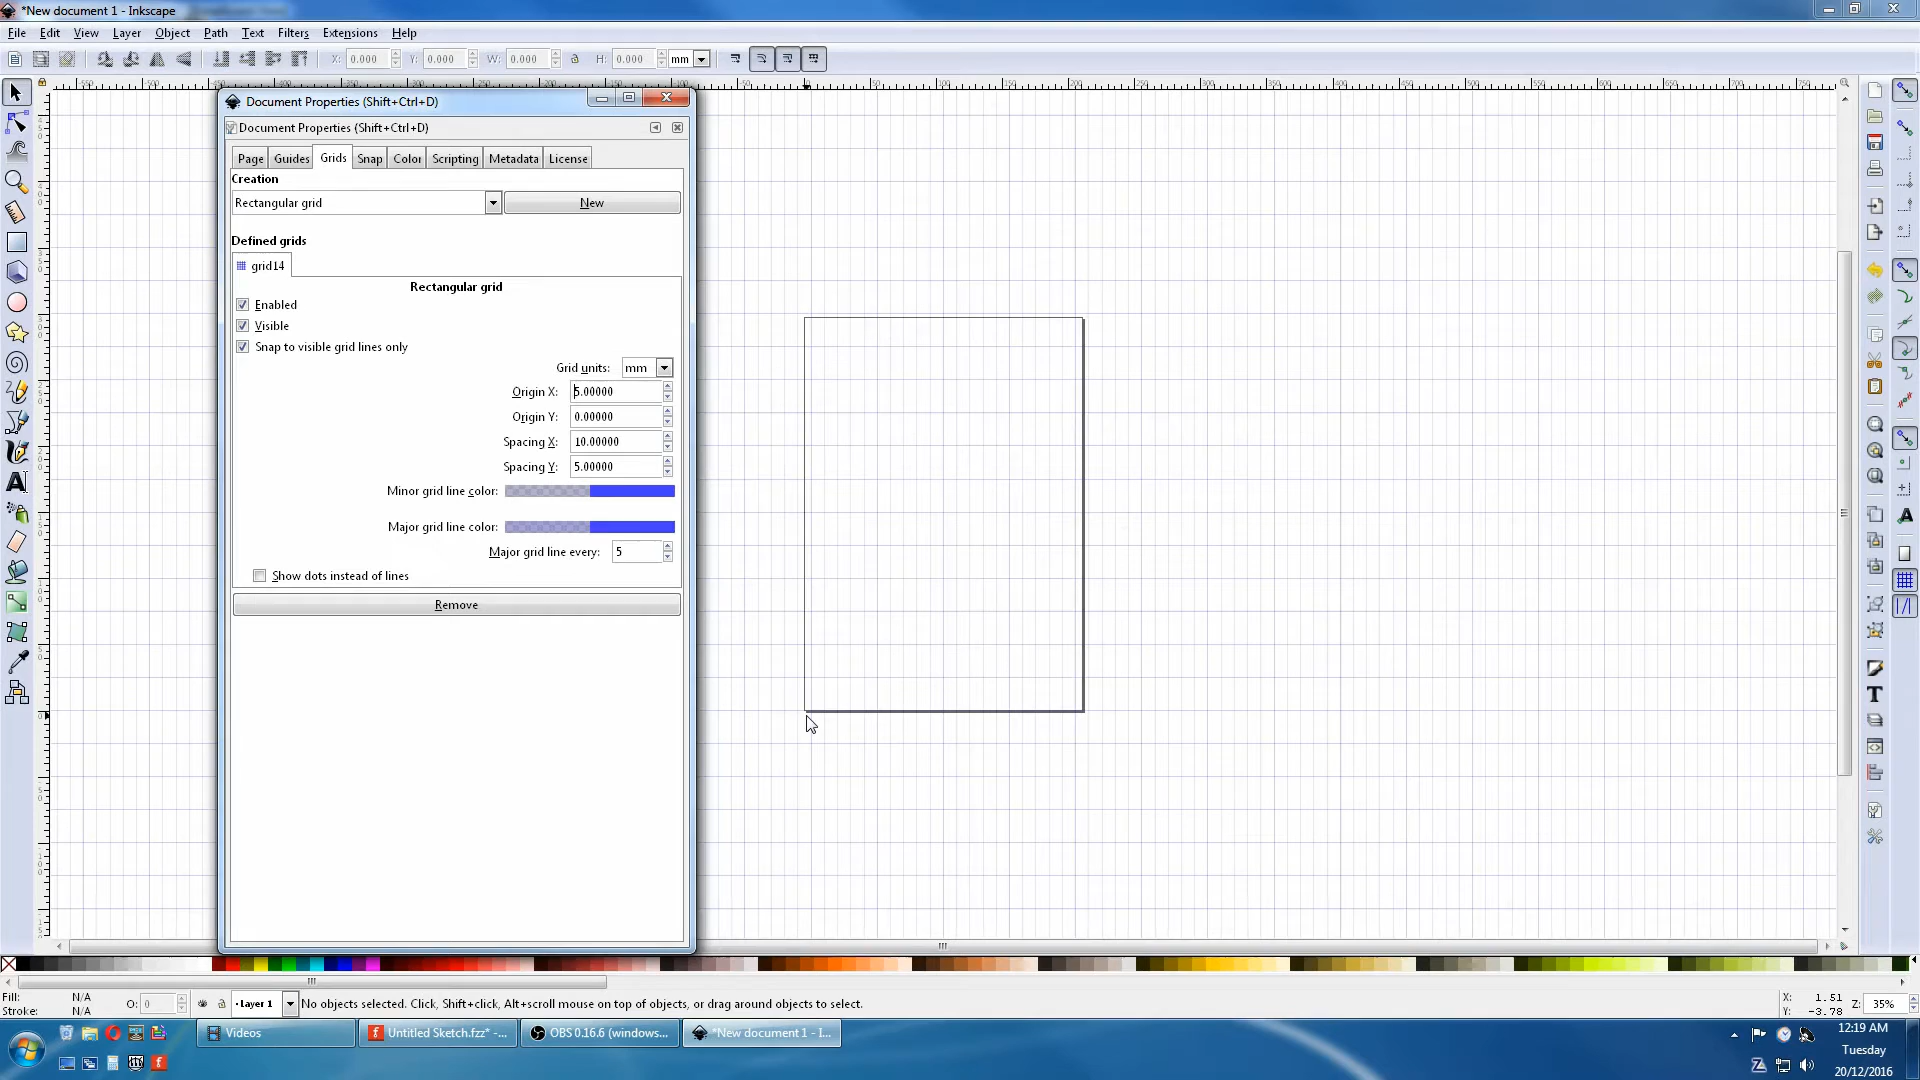 *New document 1 - Inkscape
File Edit View Layer Object Path Text Filters Extensions Help
X: 0.000 Y: 0.000 W: 0.000 H: 0.000 mm
Document Properties (Shift+Ctrl+D)
Document Properties (Shift+Ctrl+D)
Page Guides Grids Snap Color Scripting Metadata License
Creation
Rectangular grid New
Defined grids
grid14
Rectangular grid
Enabled
Visible
Snap to visible grid lines only
Grid units: mm
Origin X: 5.00000
Origin Y: 0.00000
Spacing X: 10.00000
Spacing Y: 5.00000
Minor grid line color:
Major grid line color:
Major grid line every: 5
Show dots instead of lines
Remove
Fill: N/A
Stroke: N/A
O: 0
Layer 1 No objects selected. Click, Shift+click, Alt+scroll mouse on top of objects, or drag around objects to select.
X: 1.51
Y: -3.78
Z: 35%
Videos Untitled Sketch.fzz* -... OBS 0.16.6 (windows... *New document 1 - I...
12:19 AM
Tuesday
20/12/2016